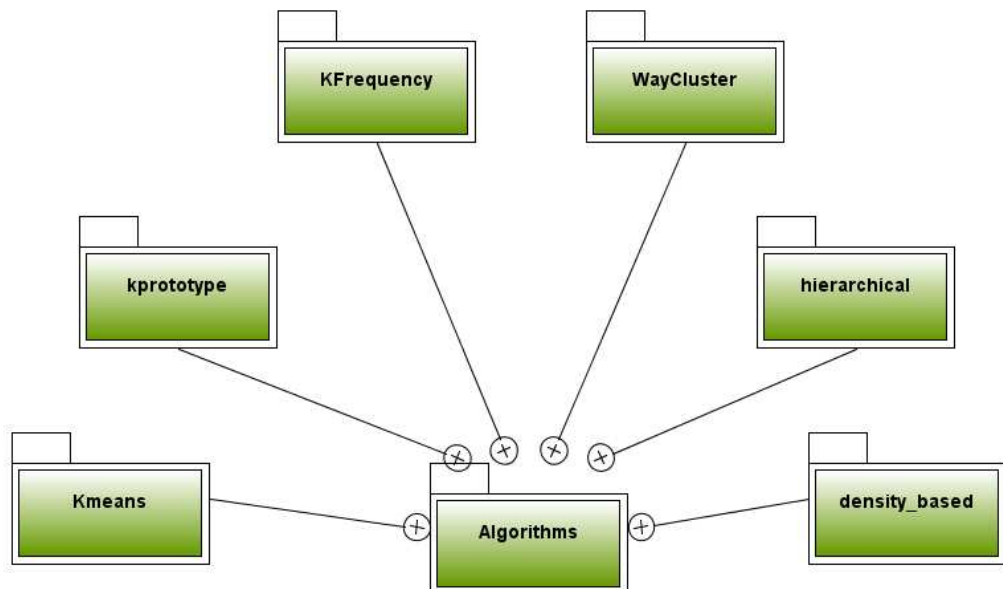 KFrequency
WayCluster
kprototype
hierarchical
Kmeans
Algorithms
density_based